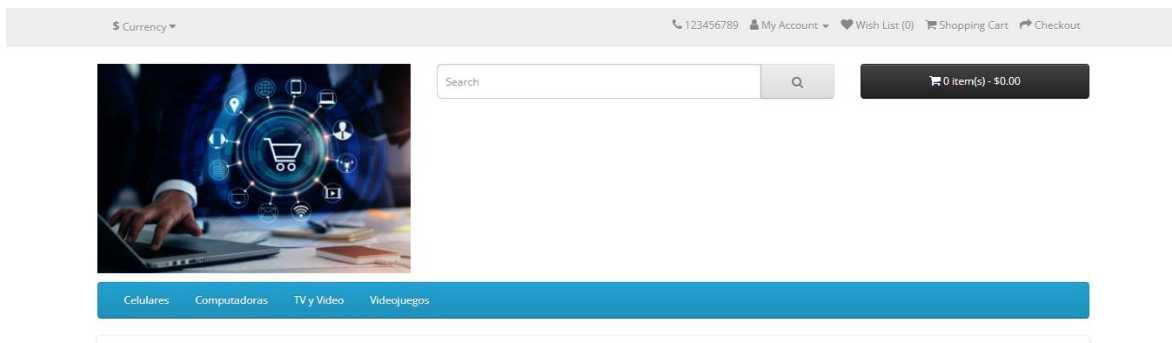 $ Currency
123456789 My Account Wish List (0) Shopping Cart Checkout
Search
0 item(s) - $0.00
Celulares Computadoras TV y Video Videojuegos